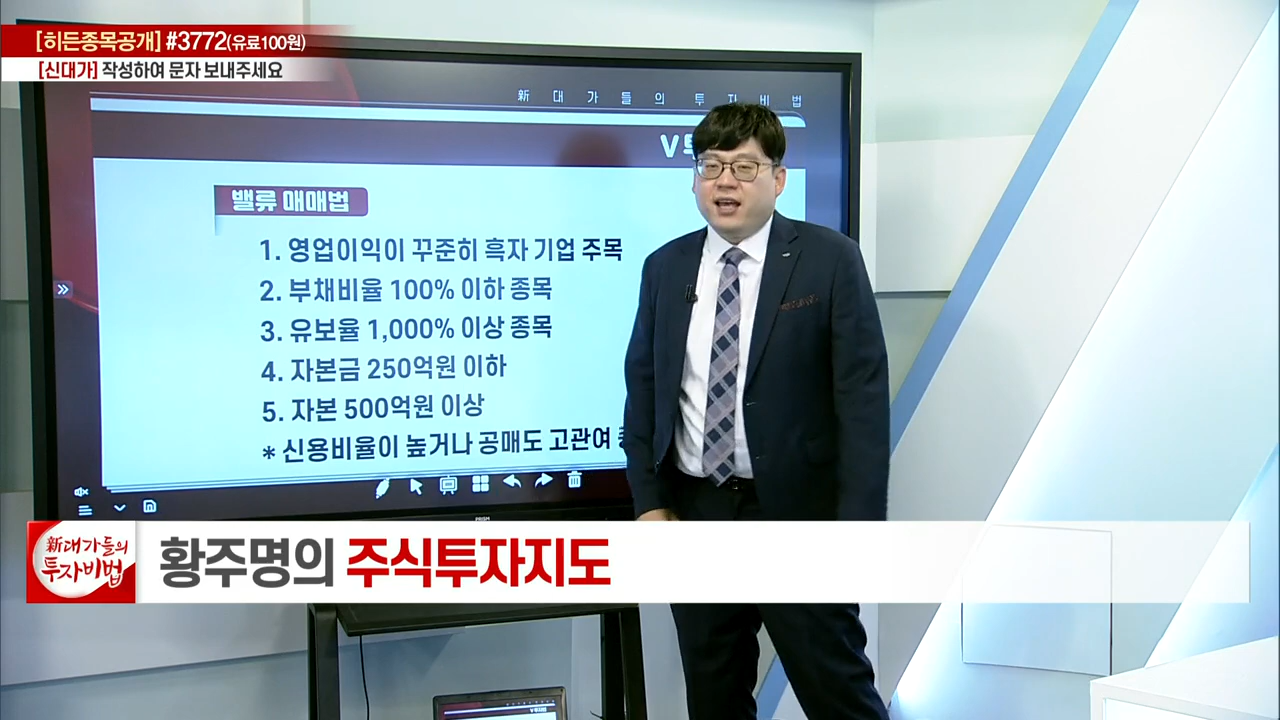 [히든종목공개] #3772(유료100원)
[신대가] 작성하여 문자 보내주세요
新 대 가 들 의 투 자 비 법
V투
밸류 매매법
1. 영업이익이 꾸준히 흑자 기업 주목
2. 부채비율 100% 이하 종목
3. 유보율 1,000% 이상 종목
4. 자본금 250억원 이하
5. 자본 500억원 이상
* 신용비율이 높거나 공매도 고관여
新대가들의
투자비법
황주명의 주식투자지도